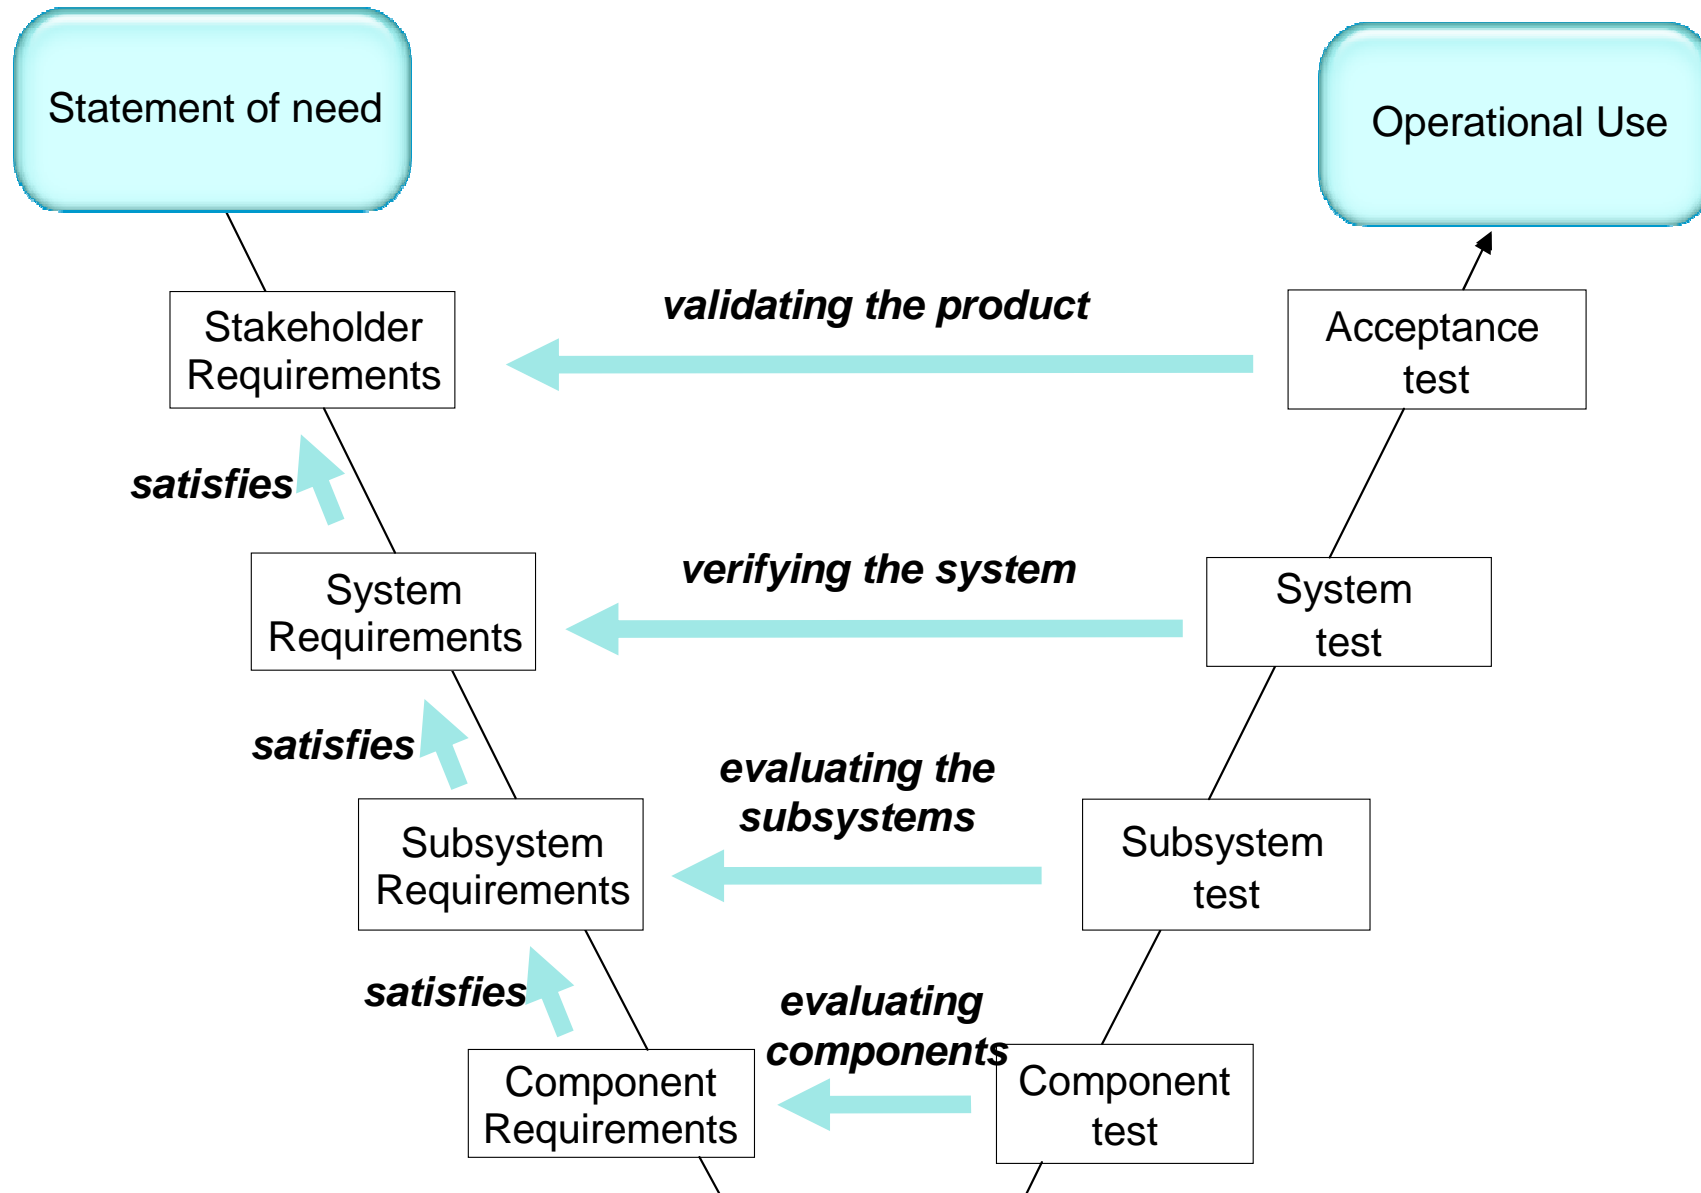 Statement of need
Operational Use
validating the product
Stakeholder
Requirements
Acceptance
test
satisfies
verifying the system
System
Requirements
System
test
satisfies
evaluating the
subsystems
Subsystem
Requirements
Subsystem
test
satisfies
evaluating
components
Component
Requirements
Component
test